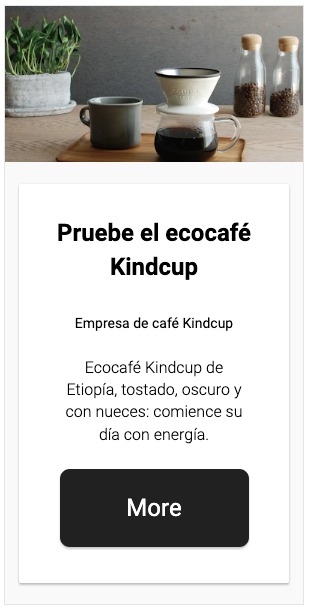 Pruebe el ecocafé
Kindcup
Empresa de café Kindcup
Ecocafé Kindcup de
Etiopía, tostado, oscuro y
con nueces: comience su
día con energía.
More